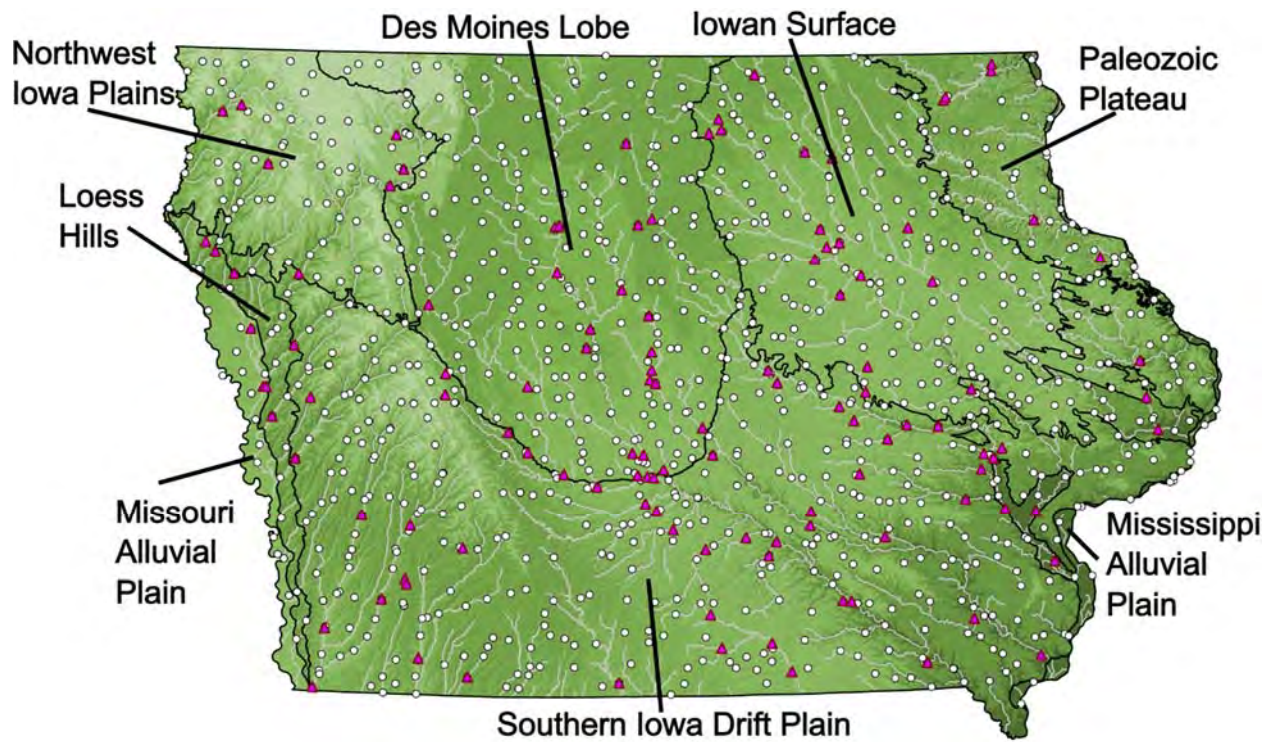 Des Moines Lobe
Iowan Surface
Northwest
Iowa Plains
Paleozoic
Plateau
Loess
Hills
Missouri
Alluvial
Plain
Mississippi
Alluvial
Plain
Southern Iowa Drift Plain